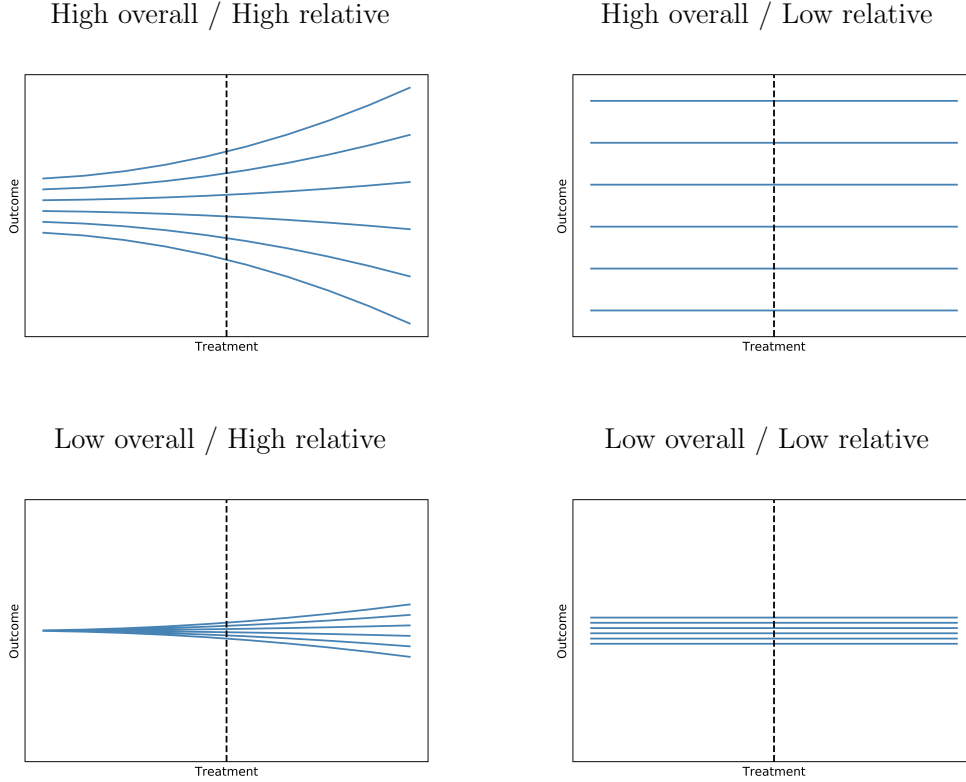 High overall / High relative
High overall / Low relative
Outcome
Treatment
Outcome
Treatment
Low overall / High relative
Low overall / Low relative
Outcome
Treatment
Outcome
Treatment